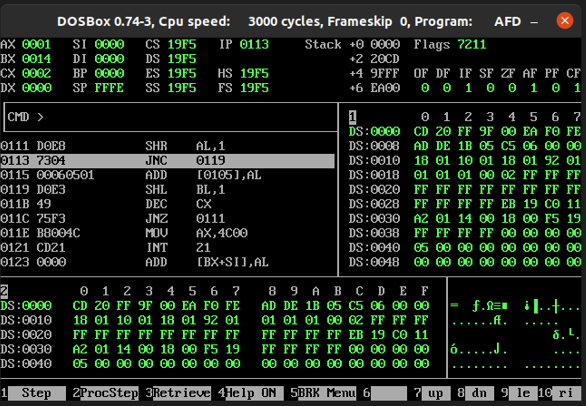 DOSBox 0.74-3, Cpu speed: 3000 cycles, Frameskip 0, Program: AFD
AX 0001 SI 0000 CS 19F5 IP 0113 Stack +0 0000 Flags 7211
BX 0014 DI 0000 DS 19F5 +2 20CD
CX 0002 BP 0000 ES 19F5 HS 19F5 +4 9FFF OF DF IF SF ZF AF PF CF
DX 0000 SP FFFE SS 19F5 FS 19F5 +6 EA00 0 0 1 0 0 1 0 1
CMD >
1 0 1 2 3 4 5 6 7
DS:0000 CD 20 FF 9F 00 EA F0 FE
DS:0008 AD DE 1B 05 C5 06 00 00
DS:0010 18 01 10 01 18 01 92 01
DS:0018 01 01 01 00 02 FF FF FF
DS:0020 FF FF FF FF FF FF FF FF
DS:0028 FF FF FF FF EB 19 C0 11
DS:0030 A2 01 14 00 18 00 F5 19
DS:0038 FF FF FF FF 00 00 00 00
DS:0040 05 00 00 00 00 00 00 00
DS:0048 00 00 00 00 00 00 00 00
0111 D0E8 SHR AL,1
0113 7304 JNC 0119
0115 00060501 ADD [0105],AL
0119 D0E3 SHL BL,1
011B 49 DEC CX
011C 75F3 JNZ 0111
011E B8004C MOV AX,4C00
0121 CD21 INT 21
0123 0000 ADD [BX+SI],AL
2 0 1 2 3 4 5 6 7 8 9 A B C D E F
DS:0000 CD 20 FF 9F 00 EA F0 FE AD DE 1B 05 C5 06 00 00
DS:0010 18 01 10 01 18 01 92 01 01 01 01 00 02 FF FF FF
DS:0020 FF FF FF FF FF FF FF FF FF FF FF FF EB 19 C0 11
DS:0030 A2 01 14 00 18 00 F5 19 FF FF FF FF 00 00 00 00
DS:0040 05 00 00 00 00 00 00 00 00 00 00 00 00 00 00 00
1 Step 2ProcStep 3Retrieve 4Help ON 5BRK Menu 6 7 up 8 dn 9 le 10 ri